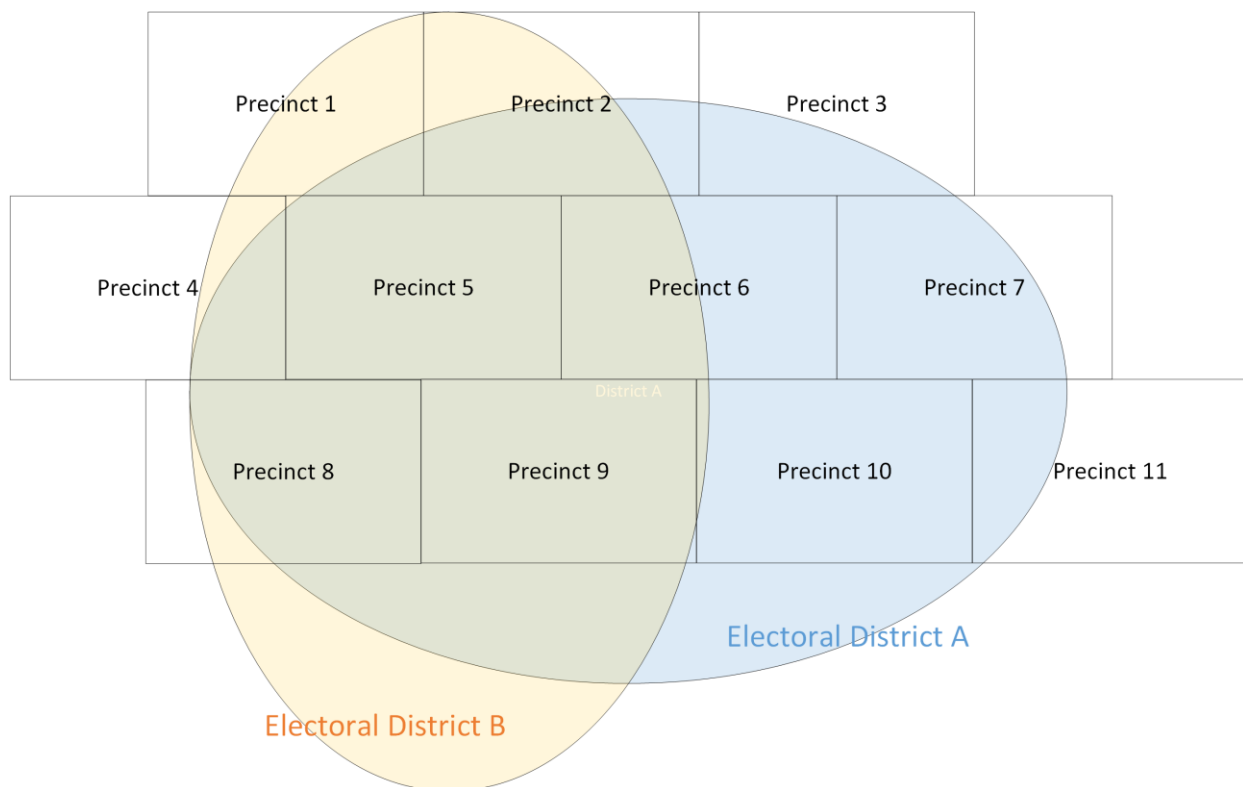 Precinct 1
Precinct 2
Precinct 3
Precinct 4
Precinct 5
Precinct 6
Precinct 7
District A
Precinct 8
Precinct 9
Precinct 10
Precinct 11
Electoral District A
Electoral District B